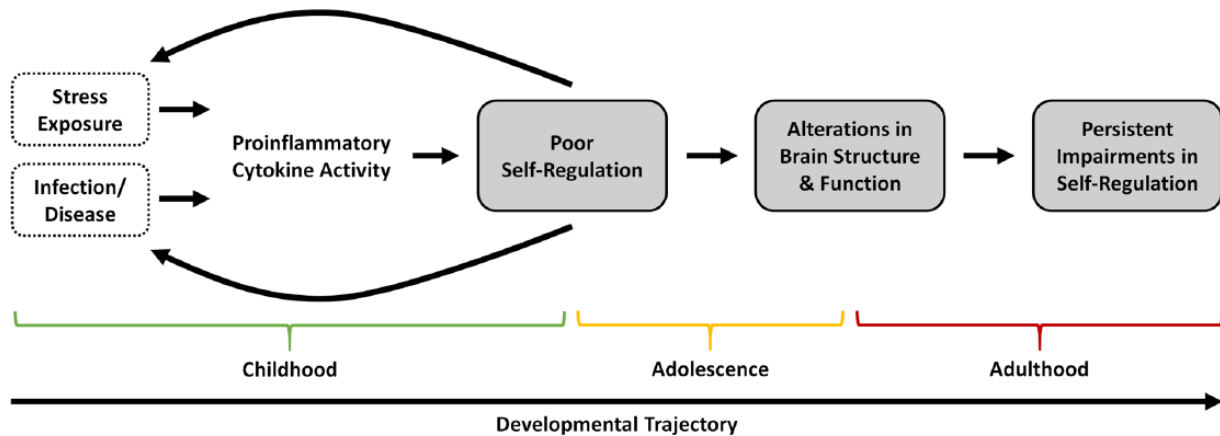 Stress
Exposure
Infection/
Disease
Proinflammatory
Cytokine Activity
Poor
Self-Regulation
Alterations in
Brain Structure
& Function
Persistent
Impairments in
Self-Regulation
Childhood
Adolescence
Adulthood
Developmental Trajectory